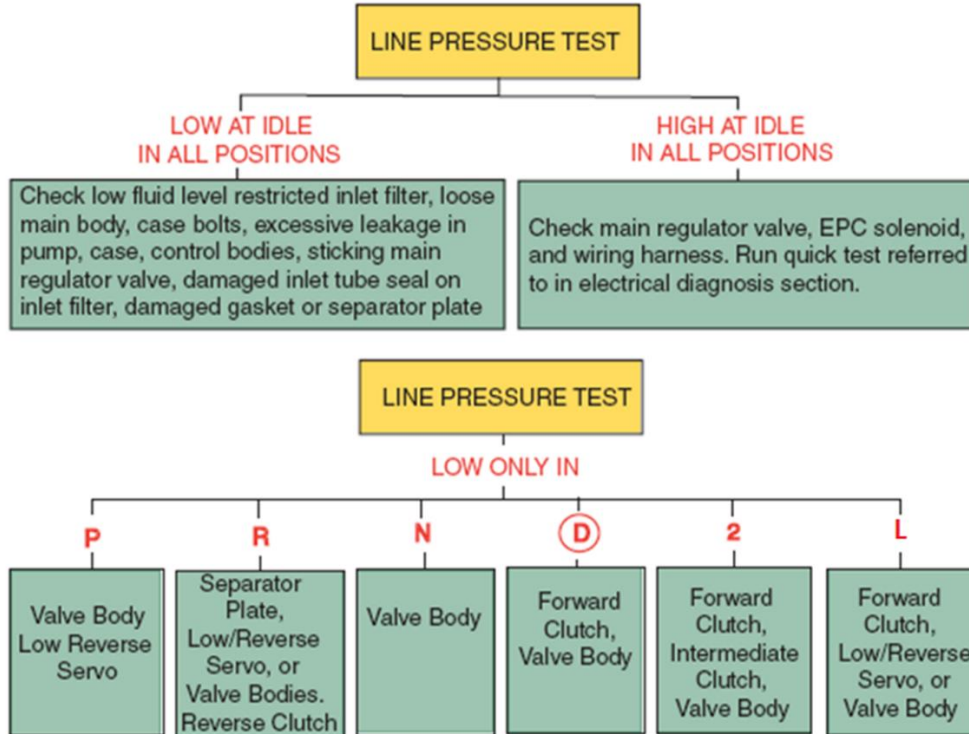 LINE PRESSURE TEST
LOW AT IDLE
IN ALL POSITIONS
HIGH AT IDLE
IN ALL POSITIONS
Check low fluid level restricted inlet filter, loose
main body, case bolts, excessive leakage in
pump, case, control bodies, sticking main
regulator valve, damaged inlet tube seal on
inlet filter, damaged gasket or separator plate
Check main regulator valve, EPC solenoid,
and wiring harness. Run quick test referred
to in electrical diagnosis section.
LINE PRESSURE TEST
LOW ONLY IN
P
R
N
D
2
L
Valve Body
Low Reverse
Servo
Separator
Plate,
Low/Reverse
Servo, or
Valve Bodies.
Reverse Clutch
Valve Body
Forward
Clutch,
Valve Body
Forward
Clutch,
Intermediate
Clutch,
Valve Body
Forward
Clutch,
Low/Reverse
Servo, or
Valve Body